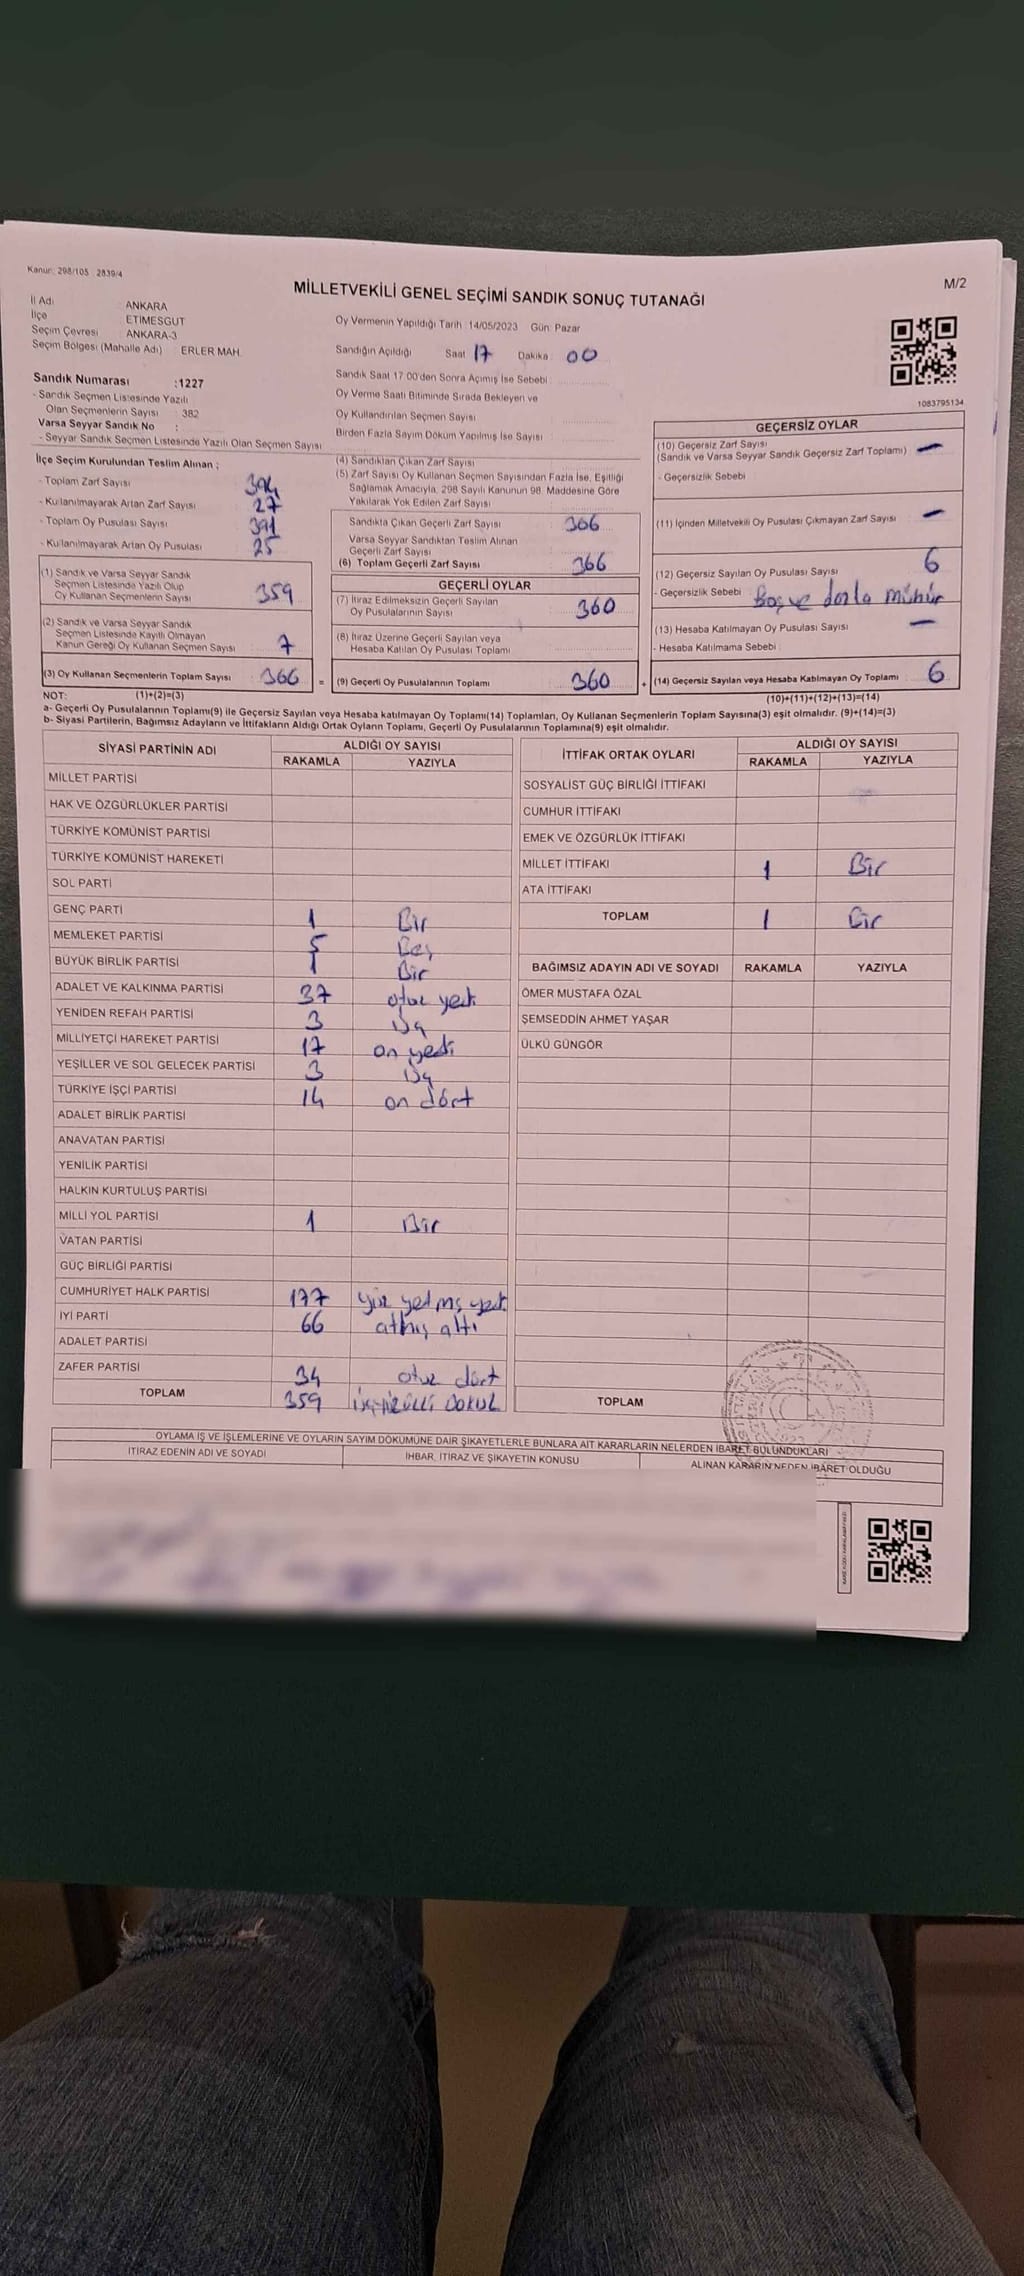 Kanun: 298/105 2839/4
MİLLETVEKİLİ GENEL SEÇİMİ SANDIK SONUÇ TUTANAĞI
M/2
İl Adı ANKARA
İlçe ETİMESGUT
Seçim Çevresi ANKARA-3
Seçim Bölgesi (Mahalle Adı) ERLER MAH.
Sandık Numarası :1227
- Sandık Seçmen Listesinde Yazılı
Olan Seçmenlerin Sayısı : 382
Varsa Seyyar Sandık No :
- Seyyar Sandık Seçmen Listesinde Yazılı Olan Seçmen Sayısı
Oy Vermenin Yapıldığı Tarih :14/05/2023 Gün: Pazar
Sandığın Açıldığı Saat 17 Dakika : 00
Sandık Saat 17:00'den Sonra Açımış İse Sebebi :
Oy Verme Saati Bitiminde Sırada Bekleyen ve
Oy Kullandırılan Seçmen Sayısı
Birden Fazla Sayım Döküm Yapılmış İse Sayısı
1083795134
İlçe Seçim Kurulundan Teslim Alınan ;
- Toplam Zarf Sayısı
- Kullanılmayarak Artan Zarf Sayısı 27
- Toplam Oy Pusulası Sayısı 391
- Kullanılmayarak Artan Oy Pusulası 25
(1) Sandık ve Varsa Seyyar Sandık
Seçmen Listesinde Yazılı Olup
Oy Kullanan Seçmenlerin Sayısı 359
(2) Sandık ve Varsa Seyyar Sandık
Seçmen Listesinde Kayıtlı Olmayan
Kanun Gereği Oy Kullanan Seçmen Sayısı 7
(3) Oy Kullanan Seçmenlerin Toplam Sayısı 366 =
(4) Sandıktan Çıkan Zarf Sayısı
(5) Zarf Sayısı Oy Kullanan Seçmen Sayısından Fazla İse, Eşitliği
Sağlamak Amacıyla, 298 Sayılı Kanunun 98. Maddesine Göre
Yakılarak Yok Edilen Zarf Sayısı
Sandıkta Çıkan Geçerli Zarf Sayısı 366
Varsa Seyyar Sandıktan Teslim Alınan
Geçerli Zarf Sayısı
(6) Toplam Geçerli Zarf Sayısı 366
GEÇERLİ OYLAR
(7) İtiraz Edilmeksizin Geçerli Sayılan
Oy Pusulalarının Sayısı 360
(8) İtiraz Üzerine Geçerli Sayılan veya
Hesaba Katılan Oy Pusulası Toplamı
(9) Geçerli Oy Pusulalarının Toplamı 360 +
GEÇERSİZ OYLAR
(10) Geçersiz Zarf Sayısı
(Sandık ve Varsa Seyyar Sandık Geçersiz Zarf Toplamı) —
- Geçersizlik Sebebi
(11) İçinden Milletvekili Oy Pusulası Çıkmayan Zarf Sayısı —
(12) Geçersiz Sayılan Oy Pusulası Sayısı 6
- Geçersizlik Sebebi Boş ve fazla mühür
(13) Hesaba Katılmayan Oy Pusulası Sayısı —
- Hesaba Katılmama Sebebi
(14) Geçersiz Sayılan veya Hesaba Katılmayan Oy Toplamı 6
NOT: (1)+(2)=(3)
(10)+(11)+(12)+(13)=(14)
a- Geçerli Oy Pusulalarının Toplamı(9) ile Geçersiz Sayılan veya Hesaba katılmayan Oy Toplamı(14) Toplamları, Oy Kullanan Seçmenlerin Toplam Sayısına(3) eşit olmalıdır. (9)+(14)=(3)
b- Siyasi Partilerin, Bağımsız Adayların ve İttifakların Aldığı Ortak Oyların Toplamı, Geçerli Oy Pusulalarının Toplamına(9) eşit olmalıdır.
SİYASİ PARTİNİN ADI ALDIĞI OY SAYISI
RAKAMLA YAZIYLA
MİLLET PARTİSİ
HAK VE ÖZGÜRLÜKLER PARTİSİ
TÜRKİYE KOMÜNİST PARTİSİ
TÜRKİYE KOMÜNİST HAREKETİ
SOL PARTİ
GENÇ PARTİ 1 Bir
MEMLEKET PARTİSİ 5 Beş
BÜYÜK BİRLİK PARTİSİ 1 Bir
ADALET VE KALKINMA PARTİSİ 37 otuz yedi
YENİDEN REFAH PARTİSİ 3 üç
MİLLİYETÇİ HAREKET PARTİSİ 17 on yedi
YEŞİLLER VE SOL GELECEK PARTİSİ 3 üç
TÜRKİYE İŞÇİ PARTİSİ 14 on dört
ADALET BİRLİK PARTİSİ
ANAVATAN PARTİSİ
YENİLİK PARTİSİ
HALKIN KURTULUŞ PARTİSİ
MİLLİ YOL PARTİSİ 1 Bir
VATAN PARTİSİ
GÜÇ BİRLİĞİ PARTİSİ
CUMHURİYET HALK PARTİSİ 177 yüz yetmiş yedi
İYİ PARTİ 66 atmış altı
ADALET PARTİSİ
ZAFER PARTİSİ 34 otuz dört
TOPLAM 359 üçyüzelli dokuz
İTTİFAK ORTAK OYLARI ALDIĞI OY SAYISI
RAKAMLA YAZIYLA
SOSYALİST GÜÇ BİRLİĞİ İTTİFAKI
CUMHUR İTTİFAKI
EMEK VE ÖZGÜRLÜK İTTİFAKI
MİLLET İTTİFAKI 1 Bir
ATA İTTİFAKI
TOPLAM 1 Bir
BAĞIMSIZ ADAYIN ADI VE SOYADI RAKAMLA YAZIYLA
ÖMER MUSTAFA ÖZAL
ŞEMSEDDİN AHMET YAŞAR
ÜLKÜ GÜNGÖR
TOPLAM
OYLAMA İŞ VE İŞLEMLERİNE VE OYLARIN SAYIM DÖKÜMÜNE DAİR ŞİKAYETLERLE BUNLARA AİT KARARLARIN NELERDEN İBARET BULUNDUKLARI
İTİRAZ EDENİN ADI VE SOYADI İHBAR, İTİRAZ VE ŞİKAYETİN KONUSU ALINAN KARARIN NEDEN İBARET OLDUĞU